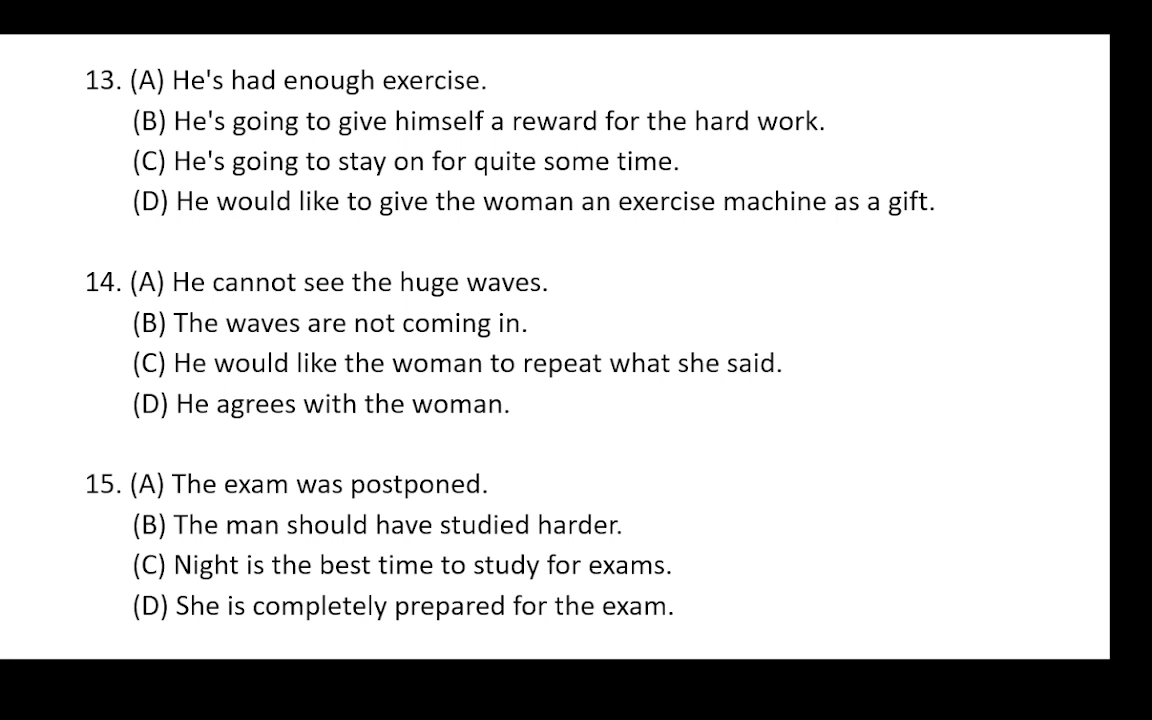 13. (A) He's had enough exercise.
(B) He's going to give himself a reward for the hard work.
(C) He's going to stay on for quite some time.
(D) He would like to give the woman an exercise machine as a gift.
14. (A) He cannot see the huge waves.
(B) The waves are not coming in.
(C) He would like the woman to repeat what she said.
(D) He agrees with the woman.
15. (A) The exam was postponed.
(B) The man should have studied harder.
(C) Night is the best time to study for exams.
(D) She is completely prepared for the exam.